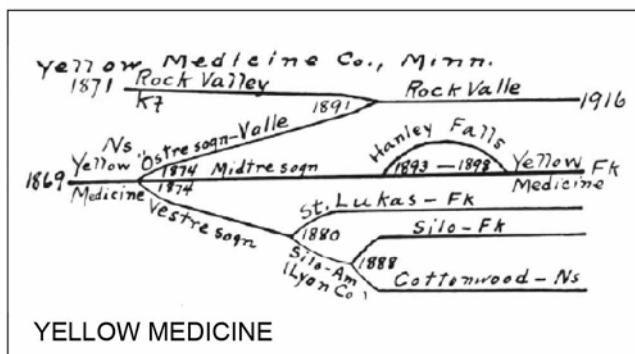 Yellow Medicine Co., Minn.
1871 Rock Valley
K7
Rock Valle
1891
1916
Ns
Östre sogn-Valle
Hanley Falls
1869
Yellow
1874
Midtre sogn
1893 — 1898
Yellow Fk
Medicine
1874
Medicine
Vestre sogn
St. Lukas - Fk
1880
Silo - Fk
Silo-Am
(Lyon Co)
1888
Cottonwood - Ns
YELLOW MEDICINE